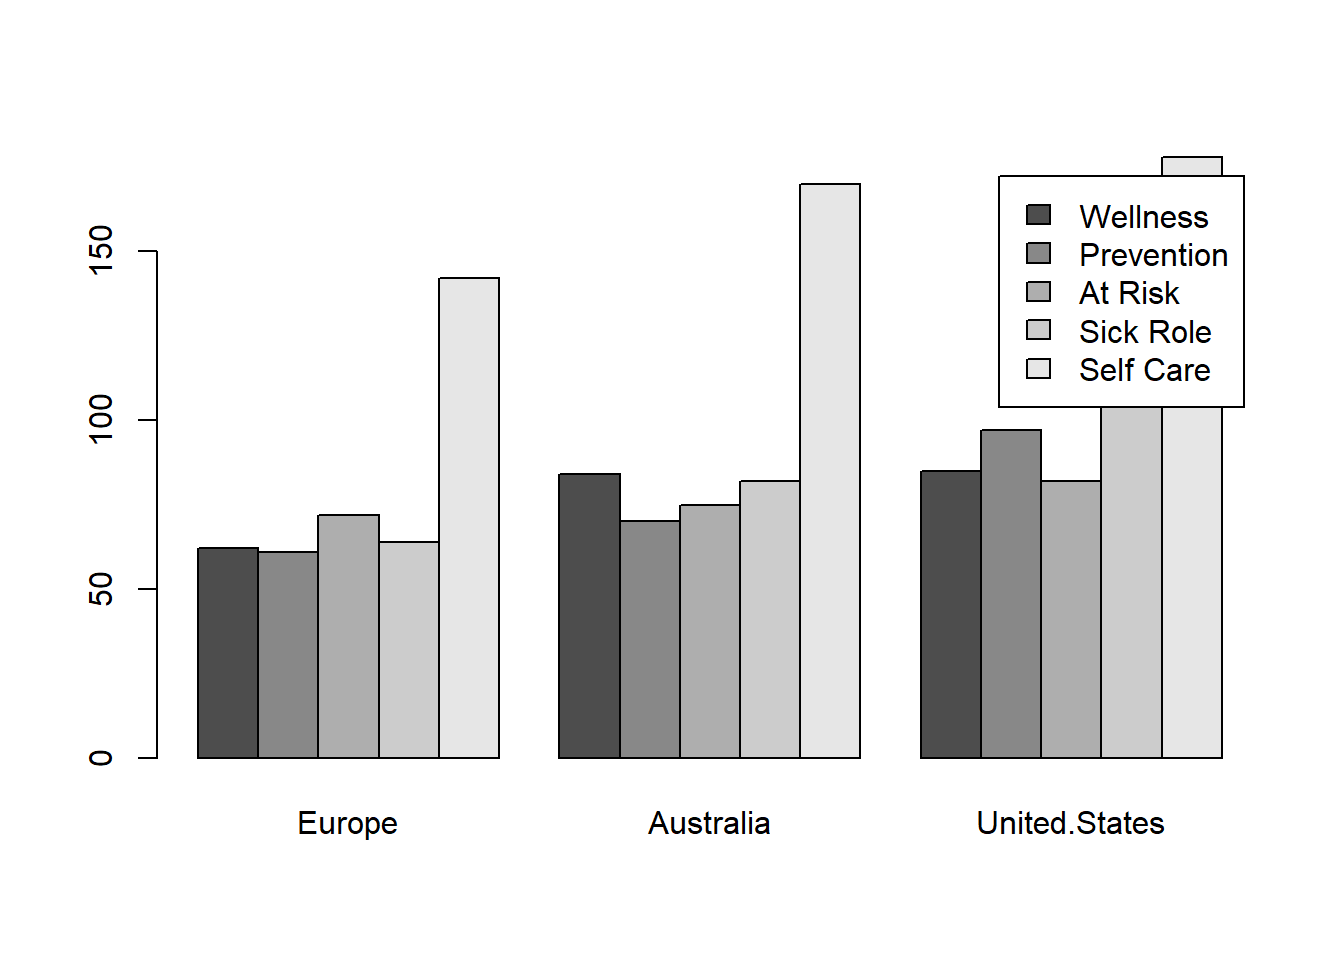 150
100
50
0
Wellness
Prevention
At Risk
Sick Role
Self Care
Europe
Australia
United.States